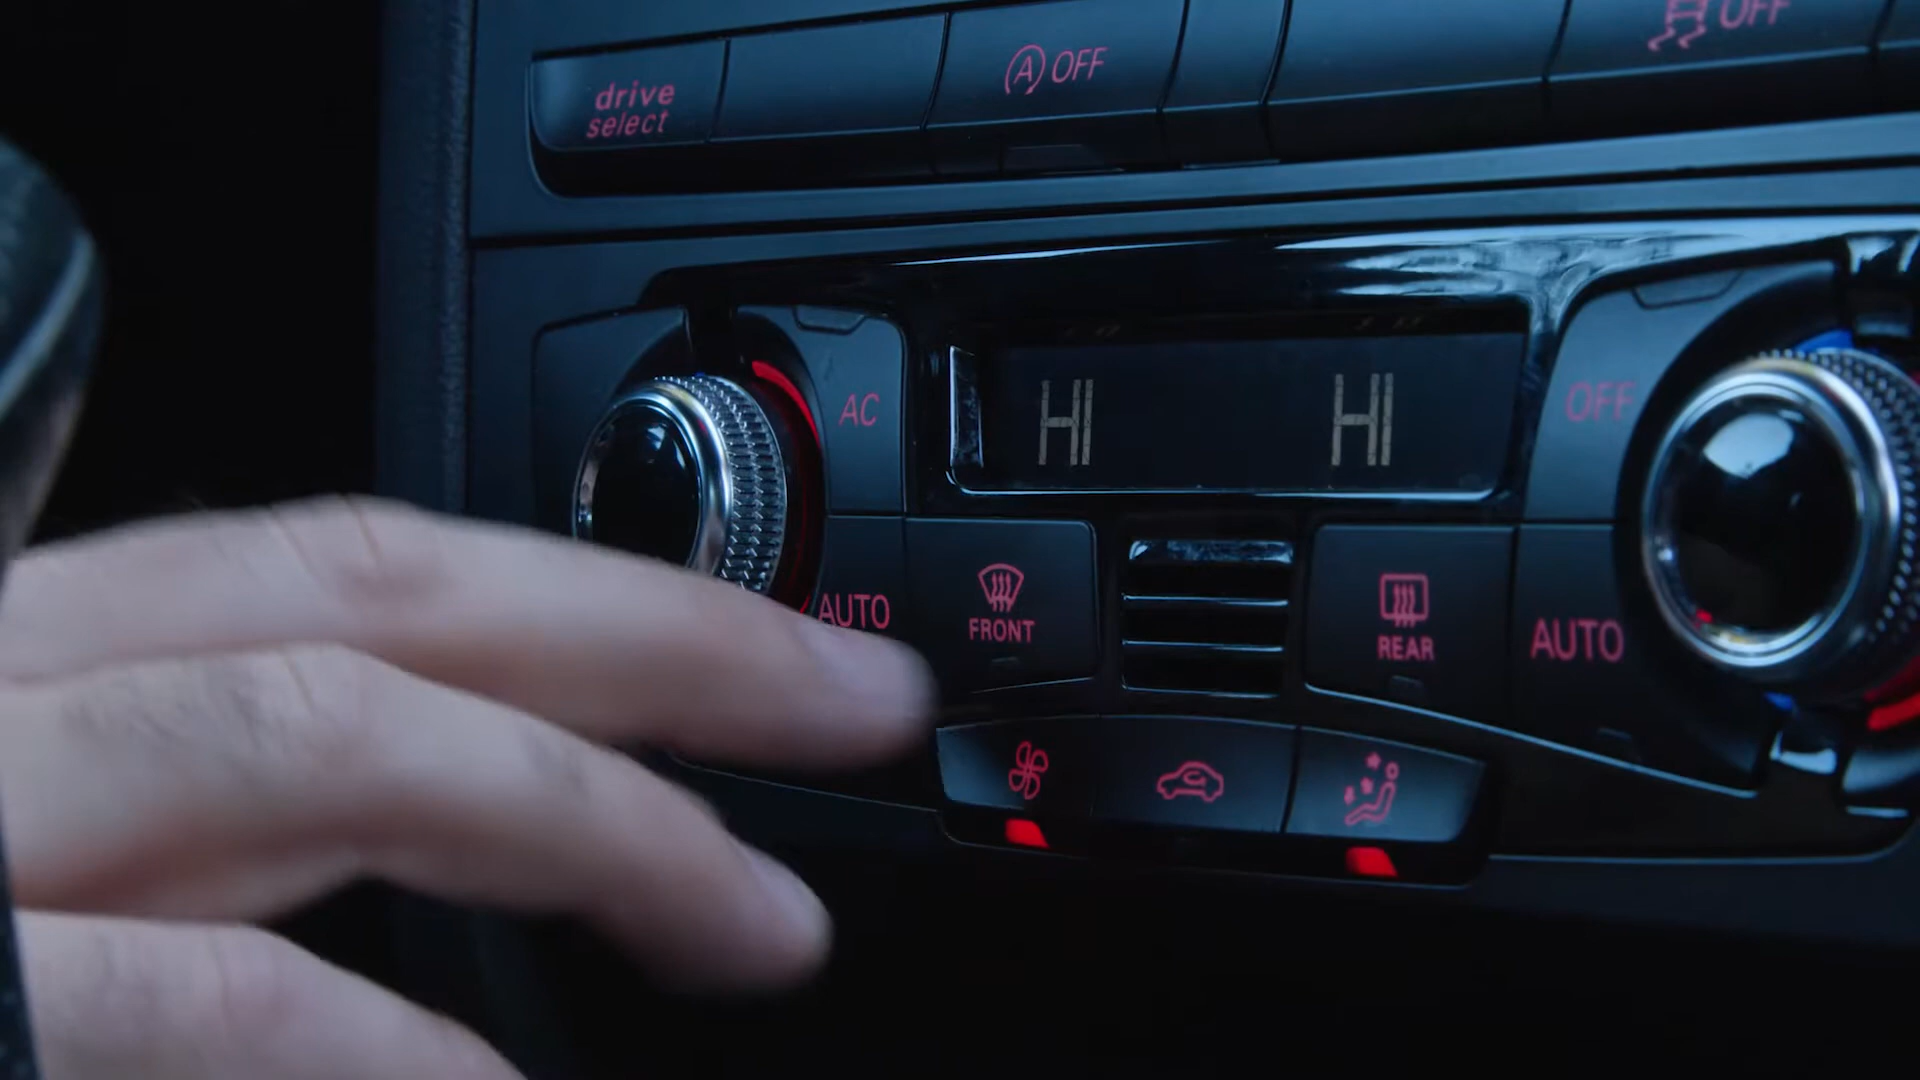 drive
select
A OFF
OFF
AC
HI
HI
OFF
AUTO
FRONT
REAR
AUTO